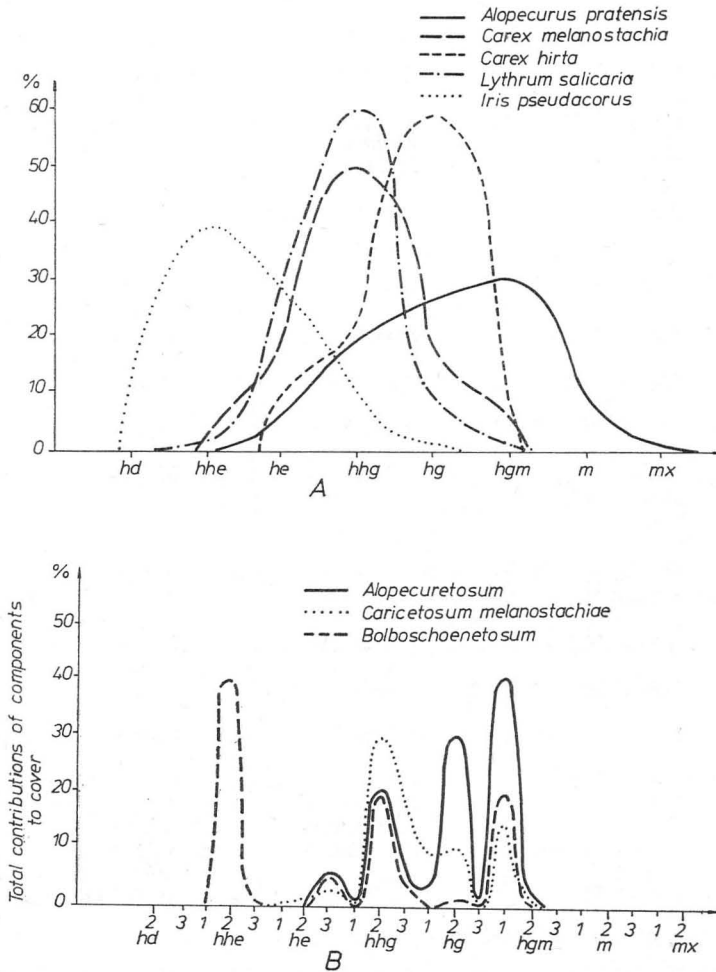 Alopecurus pratensis
Carex melanostachia
Carex hirta
Lythrum salicaria
Iris pseudacorus
%
60
50
40
30
20
10
0
hd hhe he hhg hg hgm m mx
A
%
Alopecuretosum
Caricetosum melanostachiae
Bolboschoenetosum
50
40
30
20
10
0
Total contributions of components
to cover
2 3 1 2 3 1 2 3 1 2 3 1 2 3 1 2 3 1 2 3 1 2
hd hhe he hhg hg hgm m mx
B